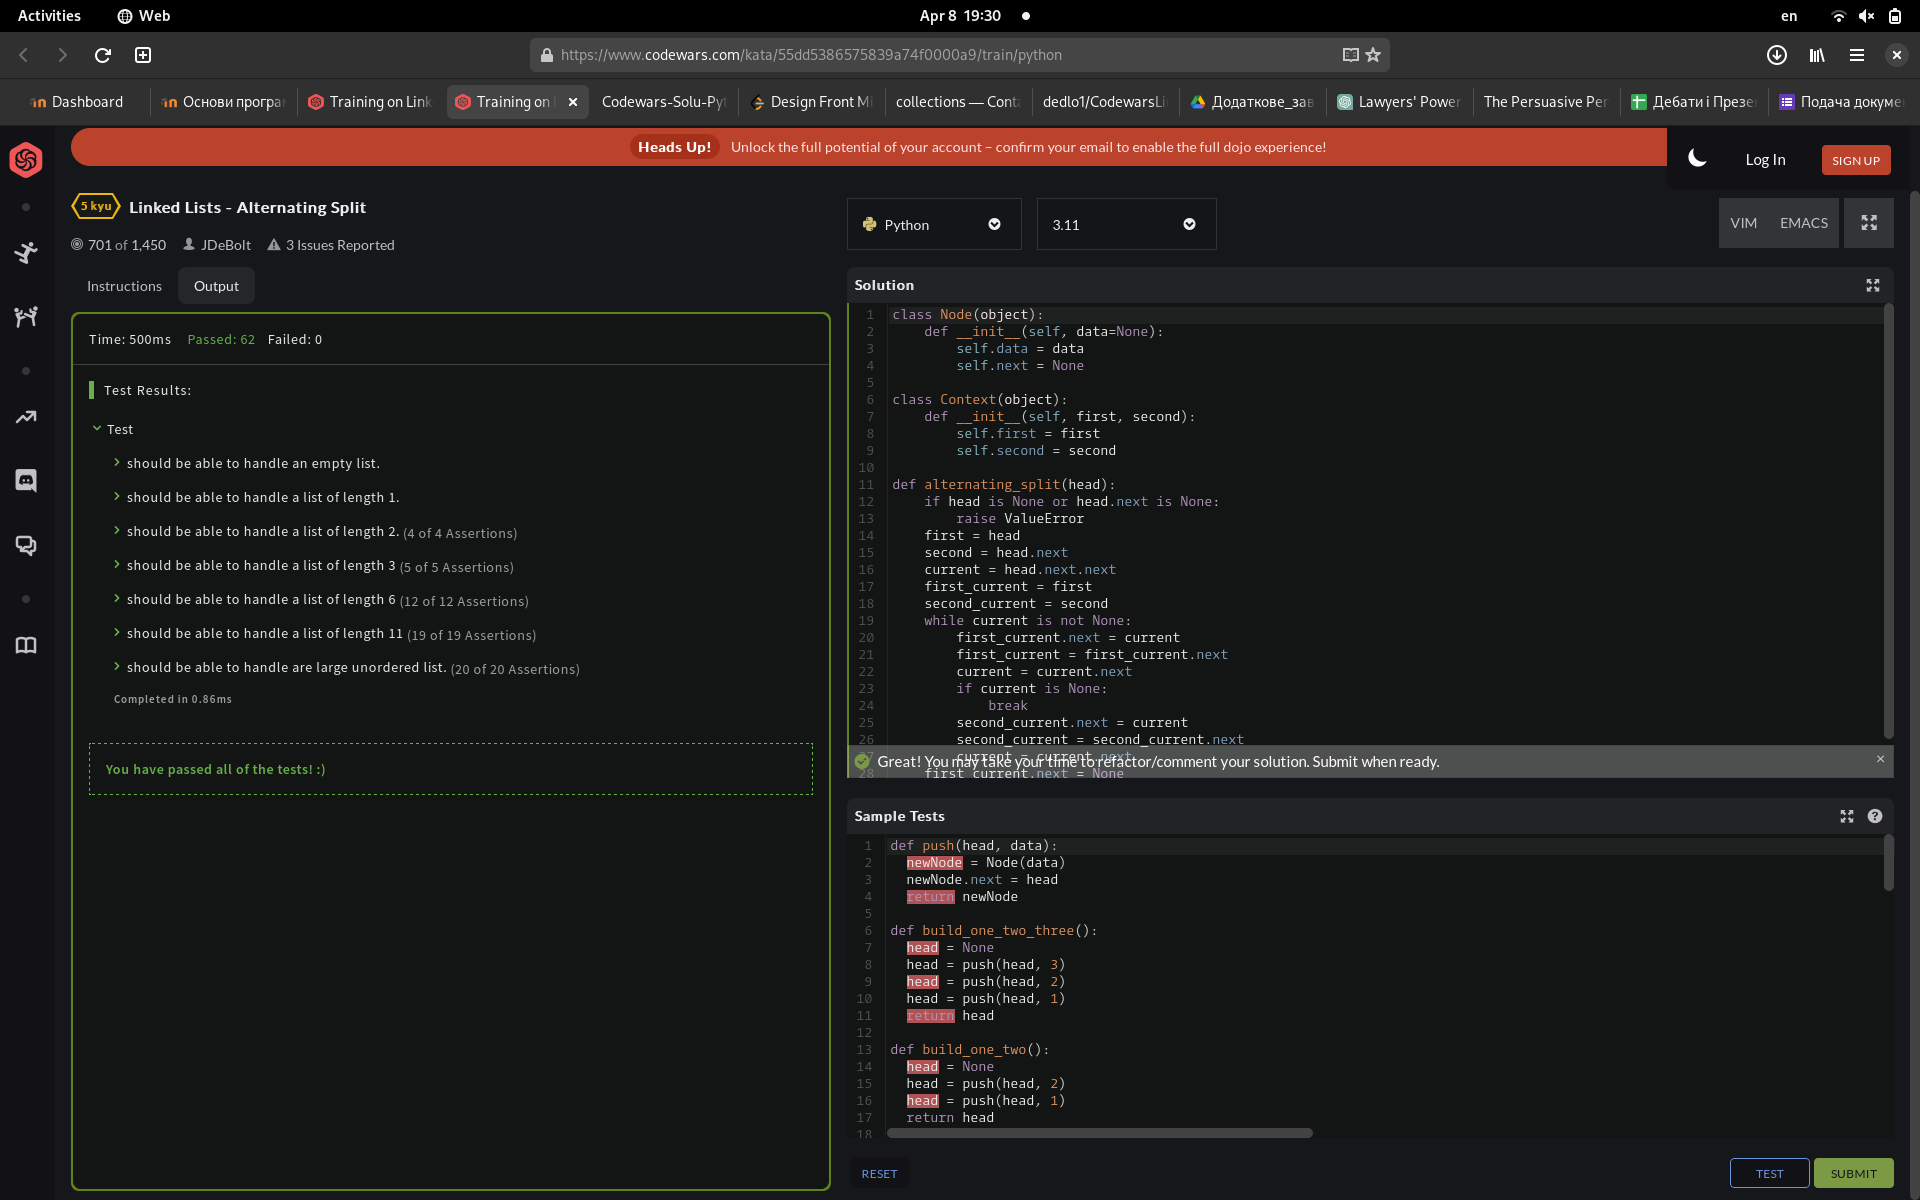 Activities Web Apr 8 19:30 en
https://www.codewars.com/kata/55dd5386575839a74f0000a9/train/python
Dashboard Основи програ Training on Link Training on Codewars-Solu-Pyt Design Front Mi collections — Cont dedlo1/CodewarsLi Додаткове_зав Lawyers' Power The Persuasive Per Дебати і Презе Подача докуме
Heads Up! Unlock the full potential of your account – confirm your email to enable the full dojo experience!
Log In SIGN UP
5 kyu Linked Lists - Alternating Split
701 of 1,450 JDeBolt 3 Issues Reported
Python 3.11 VIM EMACS
Instructions Output
Time: 500ms Passed: 62 Failed: 0
Test Results:
Test
should be able to handle an empty list.
should be able to handle a list of length 1.
should be able to handle a list of length 2. (4 of 4 Assertions)
should be able to handle a list of length 3 (5 of 5 Assertions)
should be able to handle a list of length 6 (12 of 12 Assertions)
should be able to handle a list of length 11 (19 of 19 Assertions)
should be able to handle are large unordered list. (20 of 20 Assertions)
Completed in 0.86ms
You have passed all of the tests! :)
Solution
1 class Node(object):
2     def __init__(self, data=None):
3         self.data = data
4         self.next = None
5
6 class Context(object):
7     def __init__(self, first, second):
8         self.first = first
9         self.second = second
10
11 def alternating_split(head):
12     if head is None or head.next is None:
13         raise ValueError
14     first = head
15     second = head.next
16     current = head.next.next
17     first_current = first
18     second_current = second
19     while current is not None:
20         first_current.next = current
21         first_current = first_current.next
22         current = current.next
23         if current is None:
24             break
25         second_current.next = current
26         second_current = second_current.next
27         current = current.next
28     first_current.next = None
Great! You may take your time to refactor/comment your solution. Submit when ready.
Sample Tests
1 def push(head, data):
2   newNode = Node(data)
3   newNode.next = head
4   return newNode
5
6 def build_one_two_three():
7   head = None
8   head = push(head, 3)
9   head = push(head, 2)
10   head = push(head, 1)
11   return head
12
13 def build_one_two():
14   head = None
15   head = push(head, 2)
16   head = push(head, 1)
17   return head
18
RESET TEST SUBMIT